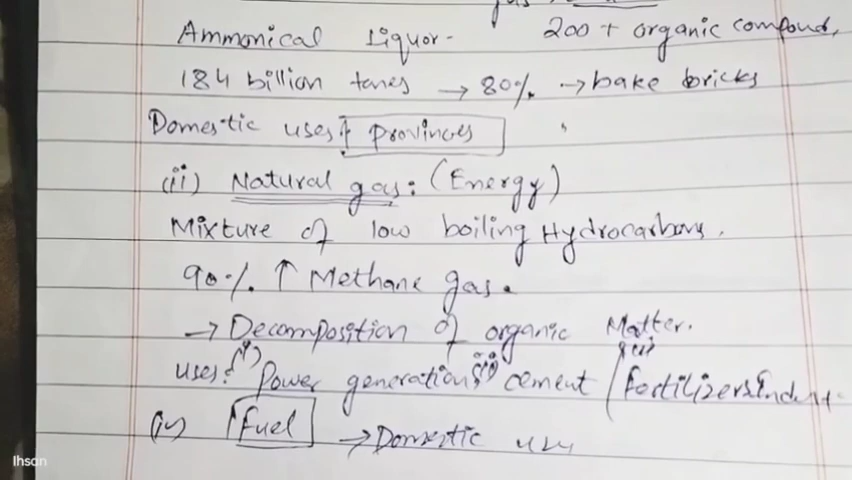 gas
Ammonical Liquor- 200 + organic compound,
184 billion tones → 80% → bake bricks
Domestic uses ↑ provinces
(ii) Natural gas: (Energy)
Mixture of low boiling Hydrocarbons.
90% ↑ Methane gas.
→ Decomposition of organic Matter.
uses: (i) Power generation, (ii) cement / (iii) Fertilizers Indust.
(iv) ↑ Fuel → Domestic use
Ihsan